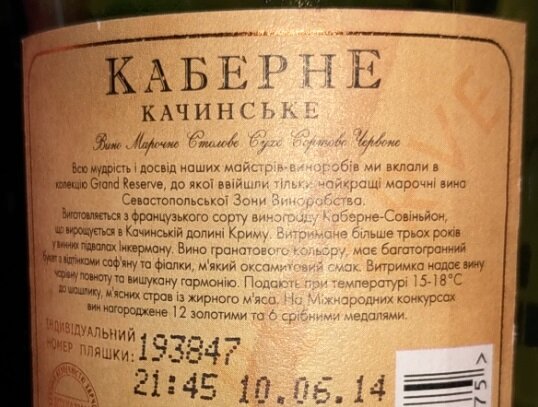 КАБЕРНЕ
КАЧИНСЬКЕ
Вино Марочне Столове Сухе Сортове Червоне
Всю мудрість і досвід наших майстрів-виноробів ми вклали в
колекцію Grand Reserve, до якої ввійшли тільки найкращі марочні вина
Севастопольської Зони Виноробства.
Виготовляється з французького сорту винограду Каберне-Совіньйон,
що вирощується в Качинській долині Криму. Витримане більше трьох років
у винних підвалах Інкерману. Вино гранатового кольору, має багатогранний
букет з відтінками саф'яну та фіалки, м'який оксамитовий смак. Витримка надає вину
чарівну повноту та вишукану гармонію. Подають при температурі 15-18°С
до шашлику, м'ясних страв із жирного м'яса. На Міжнародних конкурсах
вин нагороджене 12 золотими та 6 срібними медалями.
ІНДИВІДУАЛЬНИЙ
НОМЕР ПЛЯШКИ: 193847
21:45 10.06.14
75>